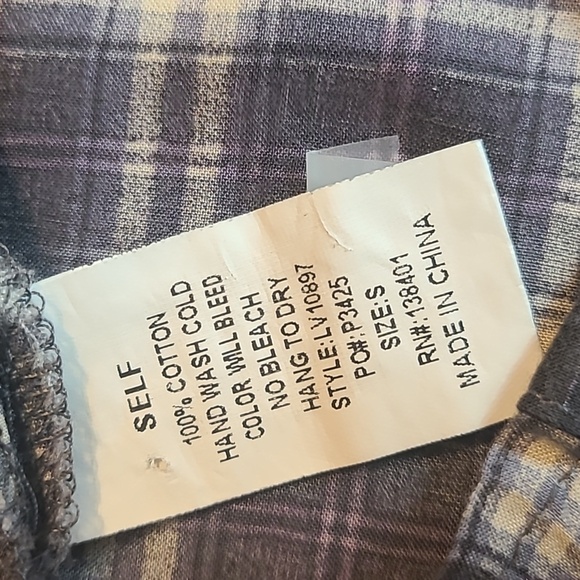 SELF
100% COTTON
HAND WASH COLD
COLOR WILL BLEED
NO BLEACH
HANG TO DRY
STYLE:LV10897
PO#:P3425
SIZE:S
RN#:138401
MADE IN CHINA